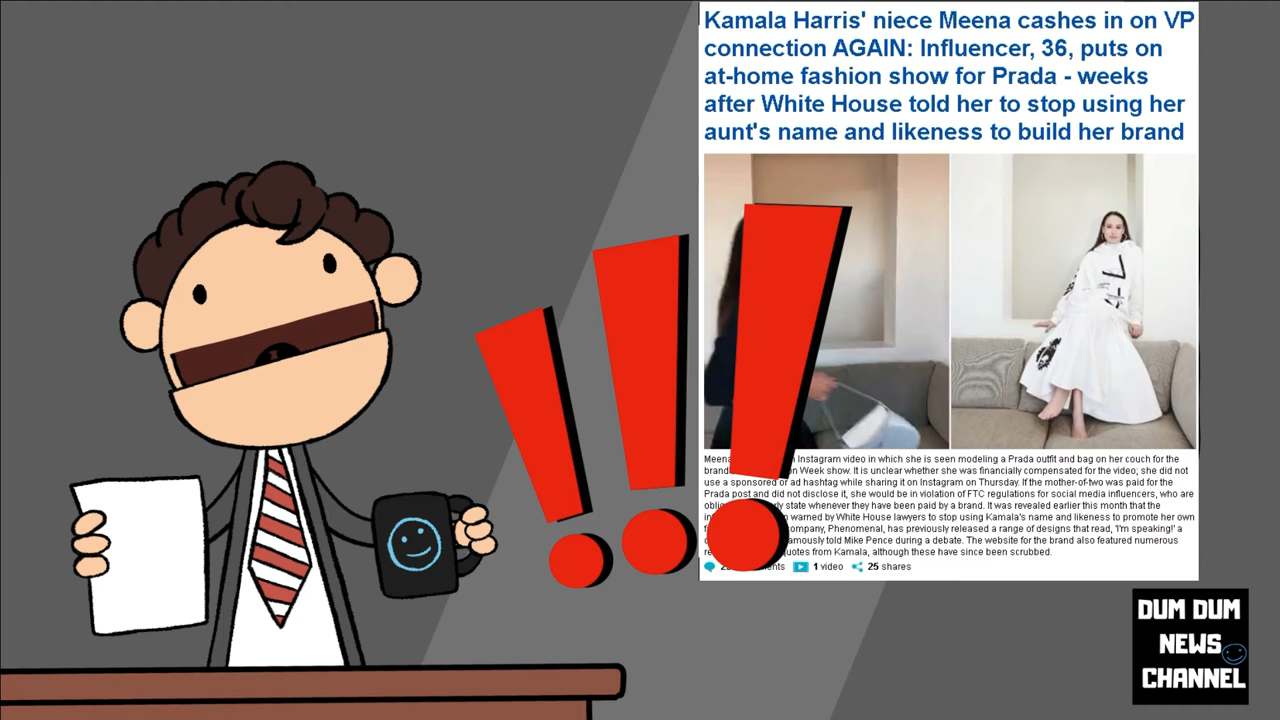 Kamala Harris' niece Meena cashes in on VP
connection AGAIN: Influencer, 36, puts on
at-home fashion show for Prada - weeks
after White House told her to stop using her
aunt's name and likeness to build her brand
Meena Instagram video in which she is seen modeling a Prada outfit and bag on her couch for the
brand Week show. It is unclear whether she was financially compensated for the video; she did not
use a sponsored or ad hashtag while sharing it on Instagram on Thursday. If the mother-of-two was paid for the
Prada post and did not disclose it, she would be in violation of FTC regulations for social media influencers, who are
state whenever they have been paid by a brand. It was revealed earlier this month that the
warned by White House lawyers to stop using Kamala's name and likeness to promote her own
company, Phenomenal, has previously released a range of designs that read, 'I'm speaking!' a
famously told Mike Pence during a debate. The website for the brand also featured numerous
quotes from Kamala, although these have since been scrubbed.
1 video 25 shares
DUM DUM
NEWS
CHANNEL